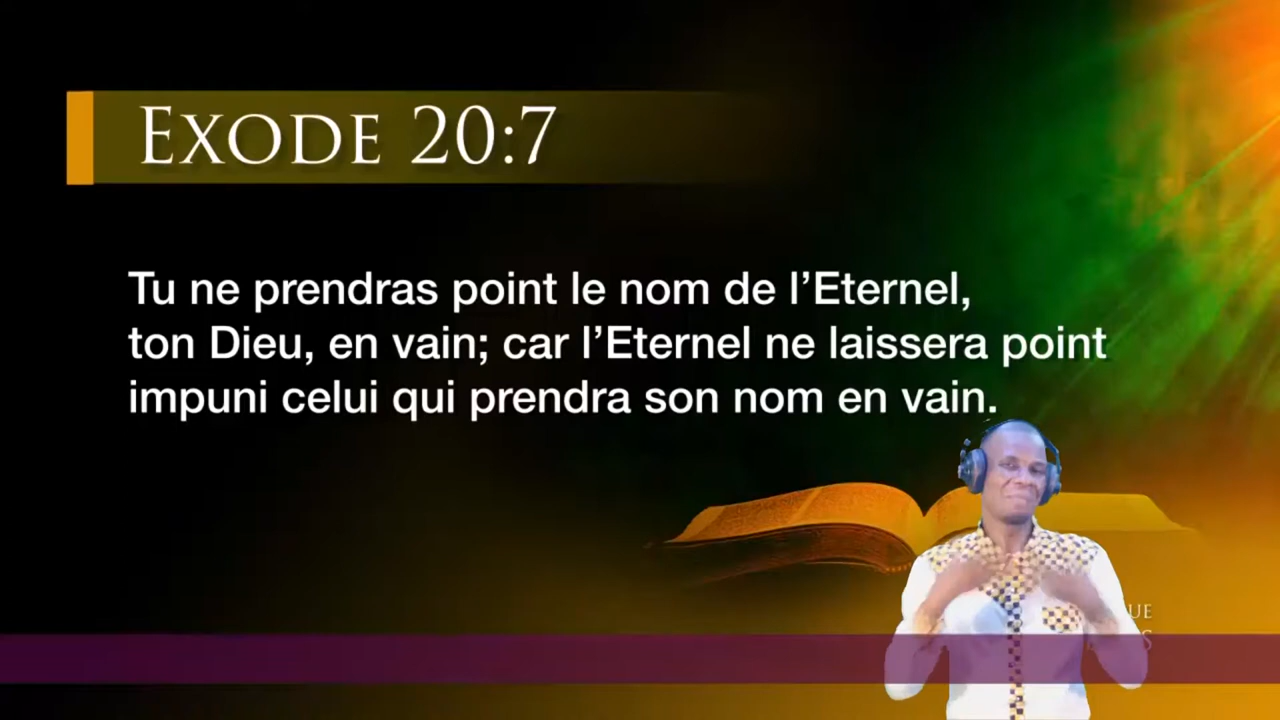 Exode 20:7
Tu ne prendras point le nom de l’Eternel,
ton Dieu, en vain; car l’Eternel ne laissera point
impuni celui qui prendra son nom en vain.